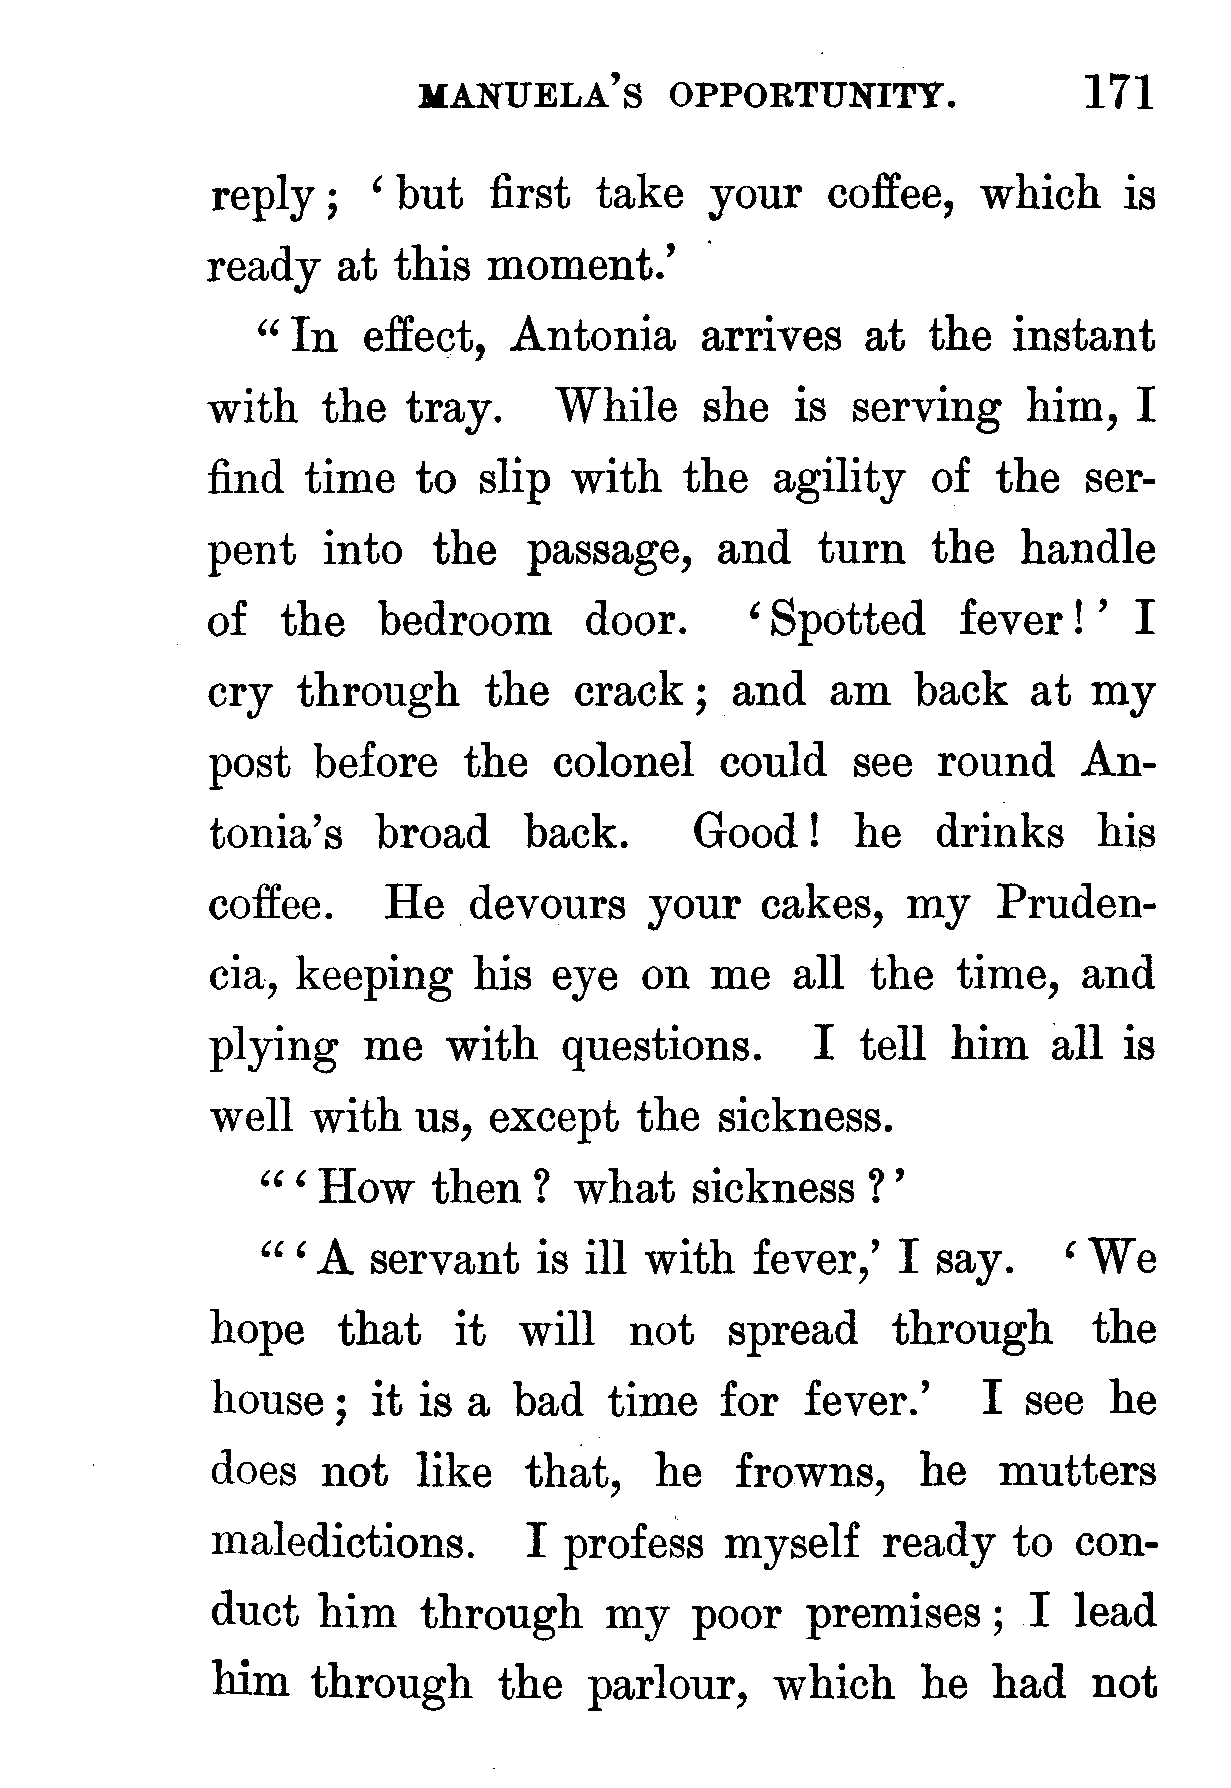 MANUELA'S OPPORTUNITY. 171
reply ; ‘ but first take your coffee, which is
ready at this moment.’
“ In effect, Antonia arrives at the instant
with the tray. While she is serving him, I
find time to slip with the agility of the ser-
pent into the passage, and turn the handle
of the bedroom door. ‘ Spotted fever ! ’ I
cry through the crack ; and am back at my
post before the colonel could see round An-
tonia’s broad back. Good ! he drinks his
coffee. He devours your cakes, my Pruden-
cia, keeping his eye on me all the time, and
plying me with questions. I tell him all is
well with us, except the sickness.
“ ‘ How then ? what sickness ? ’
“ ‘ A servant is ill with fever,’ I say. ‘ We
hope that it will not spread through the
house ; it is a bad time for fever.’ I see he
does not like that, he frowns, he mutters
maledictions. I profess myself ready to con-
duct him through my poor premises ; I lead
him through the parlour, which he had not